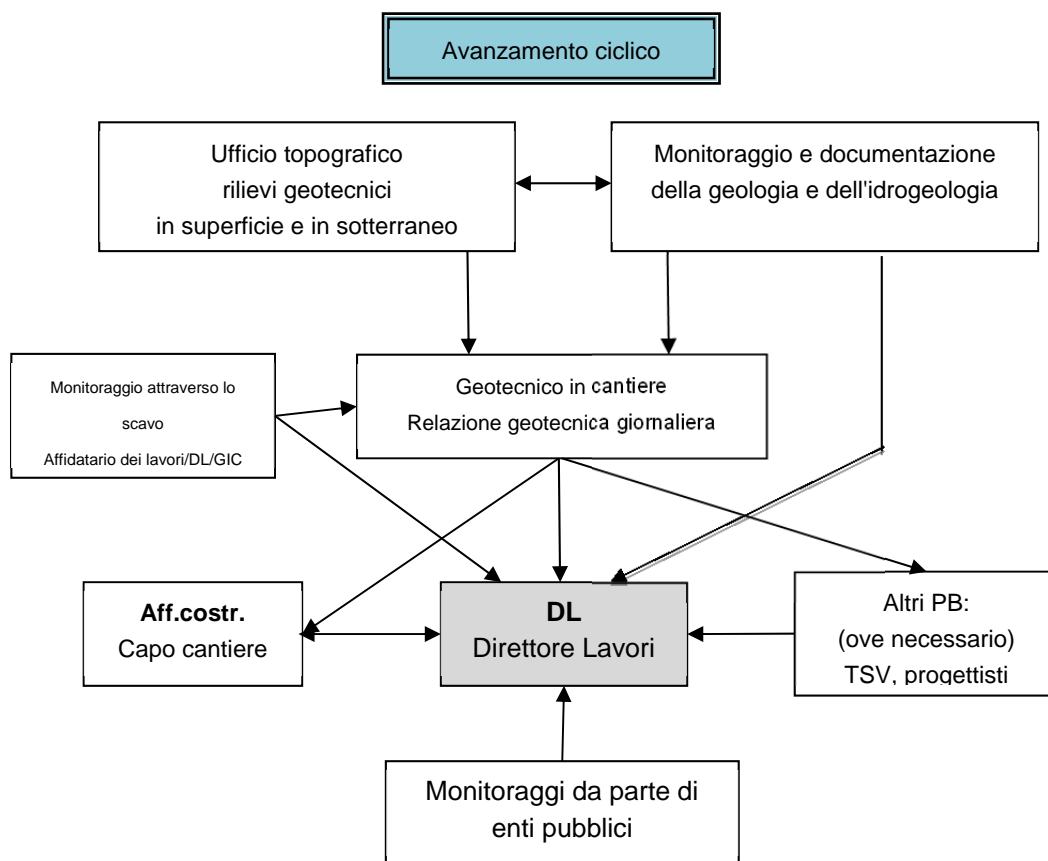 Avanzamento ciclico
Ufficio topografico
rilievi geotecnici
in superficie e in sotterraneo
Monitoraggio e documentazione
della geologia e dell'idrogeologia
Monitoraggio attraverso lo
scavo
Affidatario dei lavori/DL/GIC
Geotecnico in cantiere
Relazione geotecnica giornaliera
Aff.costr.
Capo cantiere
DL
Direttore Lavori
Altri PB:
(ove necessario)
TSV, progettisti
Monitoraggi da parte di
enti pubblici